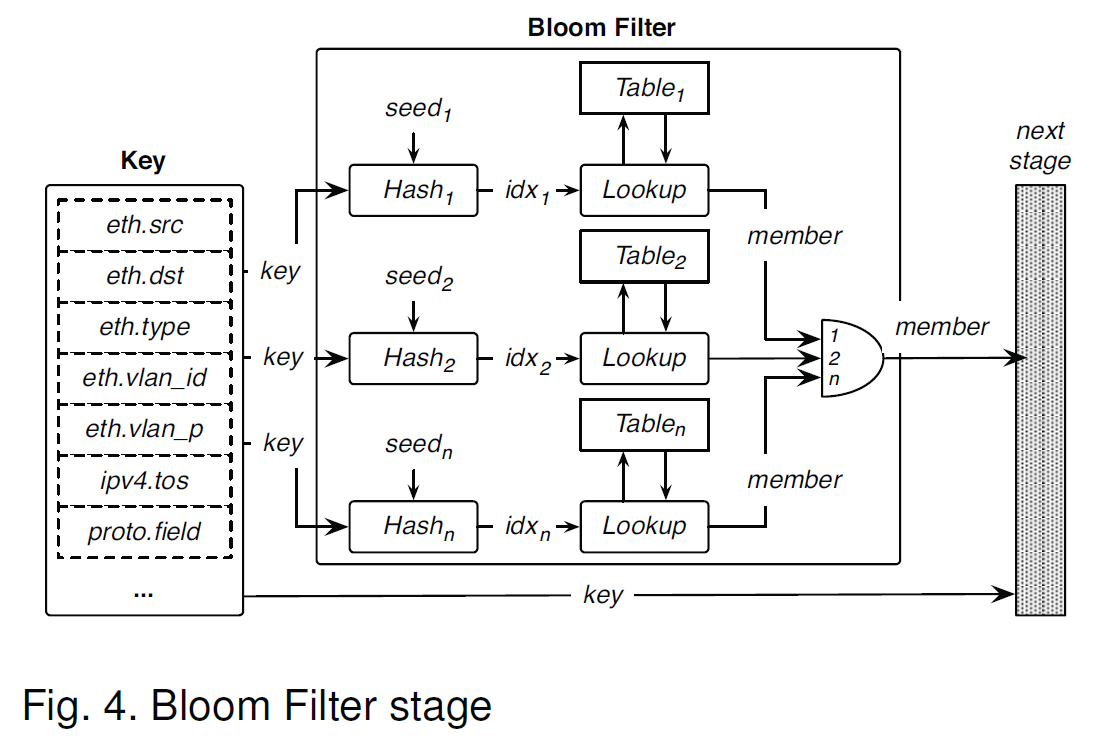 Bloom Filter
Key
eth.src
eth.dst
eth.type
eth.vlan_id
eth.vlan_p
ipv4.tos
proto.field
...
key
key
key
seed1
Hash1
idx1
Table1
Lookup
member
seed2
Hash2
idx2
Table2
Lookup
seedn
Hashn
idxn
Tablen
Lookup
member
1
2
n
member
key
next
stage
Fig. 4. Bloom Filter stage